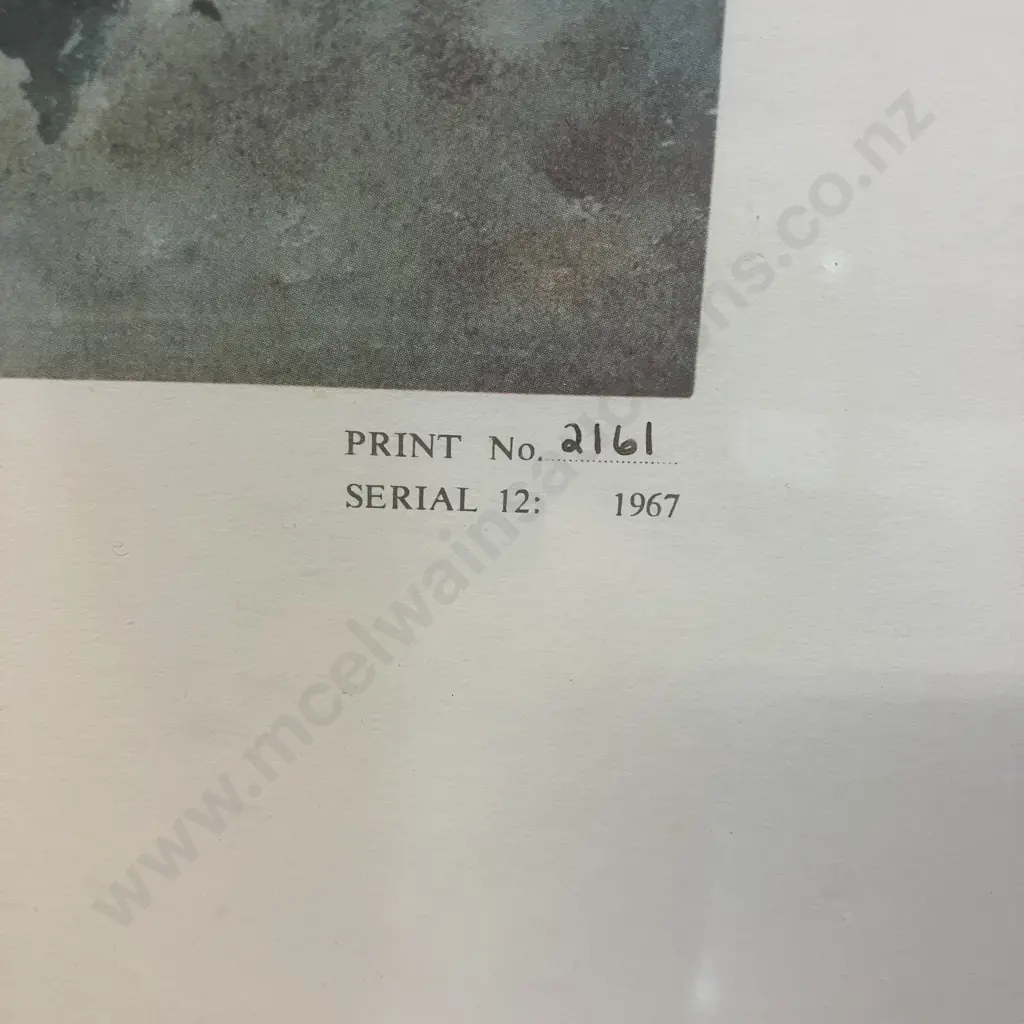 PRINT No. 2161
SERIAL 12: 1967
www.mcelwainsauctions.co.nz